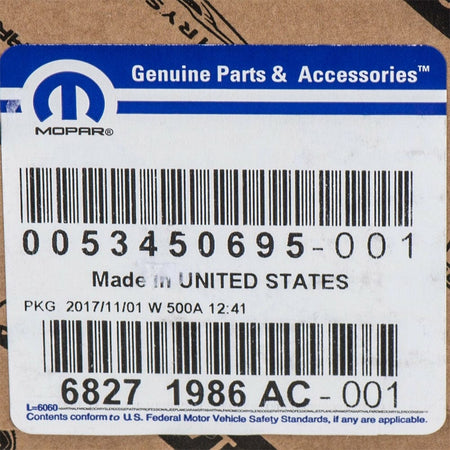 RYS
Genuine Parts & Accessories™
MOPAR®
0053450695-001
Made in UNITED STATES
PKG 2017/11/01 W 500A 12:41
6827 1986 AC-001
L=6060
Contents conform to U.S. Federal Motor Vehicle Safety Standards, if any are applicable.